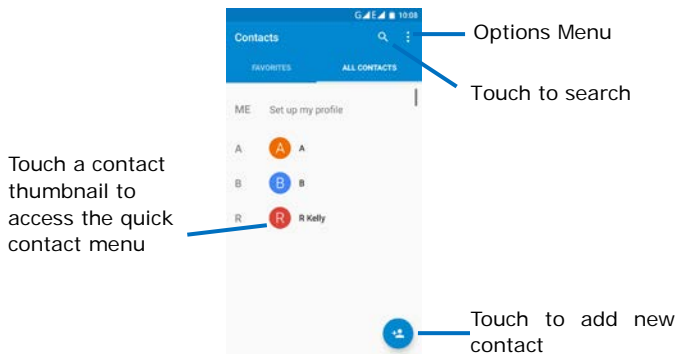 G E 10:08
Contacts
Options Menu
FAVORITES ALL CONTACTS
Touch to search
ME Set up my profile
A A A
B B B
R R R Kelly
Touch a contact
thumbnail to
access the quick
contact menu
Touch to add new
contact